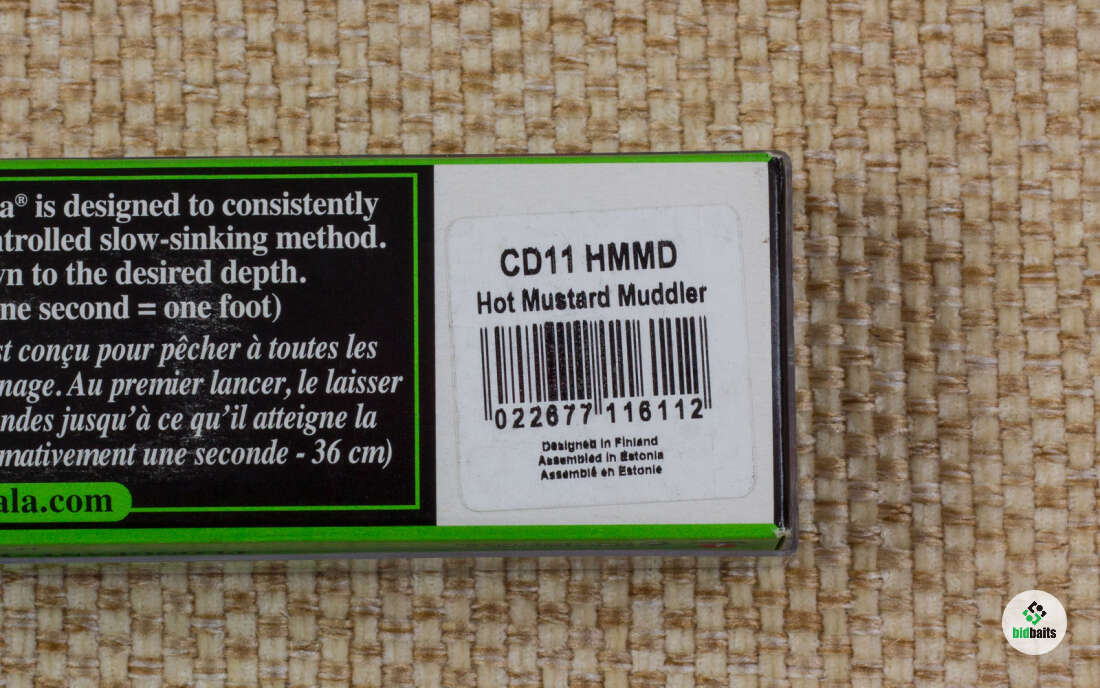 a® is designed to consistently
ntrolled slow-sinking method.
wn to the desired depth.
ne second = one foot)
st conçu pour pêcher à toutes les
nage. Au premier lancer, le laisser
ndes jusqu'à ce qu'il atteigne la
mativement une seconde - 36 cm)
ala.com
CD11 HMMD
Hot Mustard Muddler
022677 116112
Designed in Finland
Assembled in Estonia
Assemblé en Estonie
bidbaits